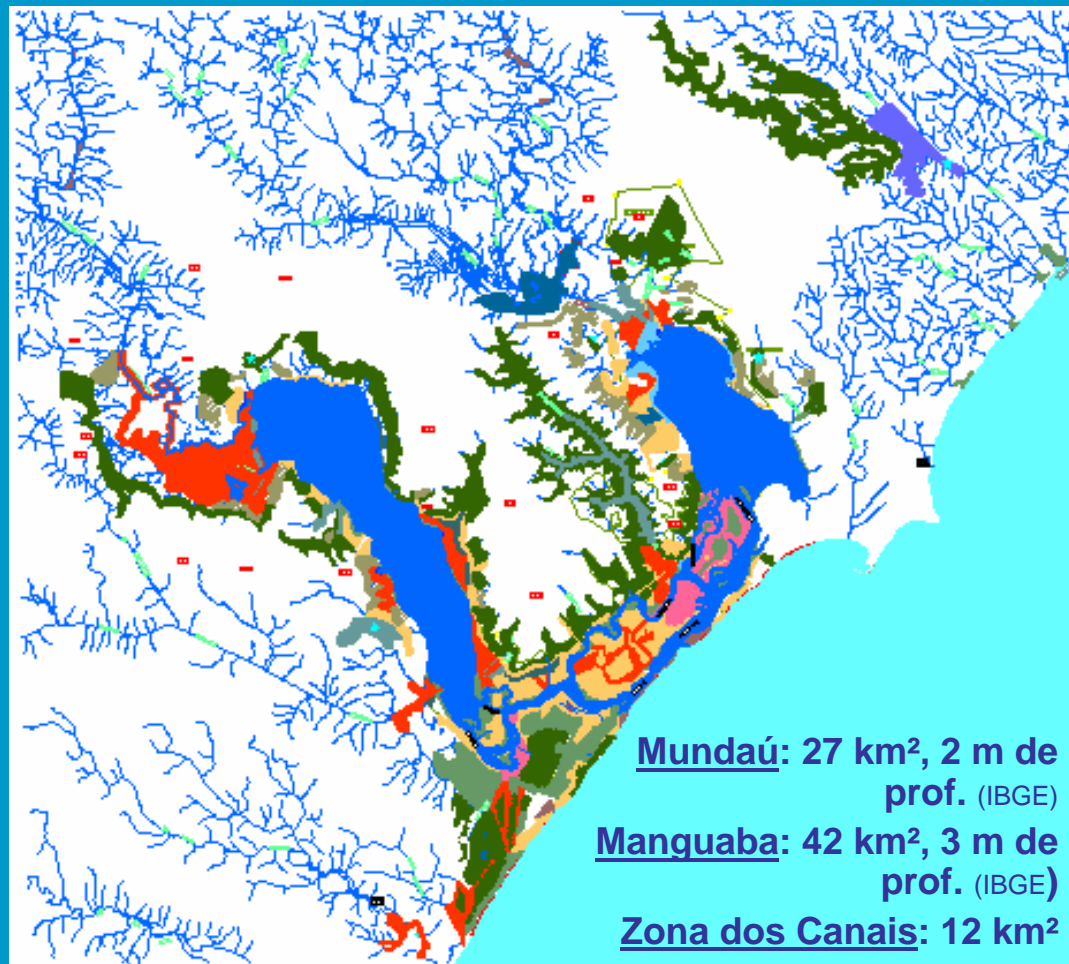 Mundaú: 27 km², 2 m de
prof. (IBGE)
Manguaba: 42 km², 3 m de
prof. (IBGE)
Zona dos Canais: 12 km²